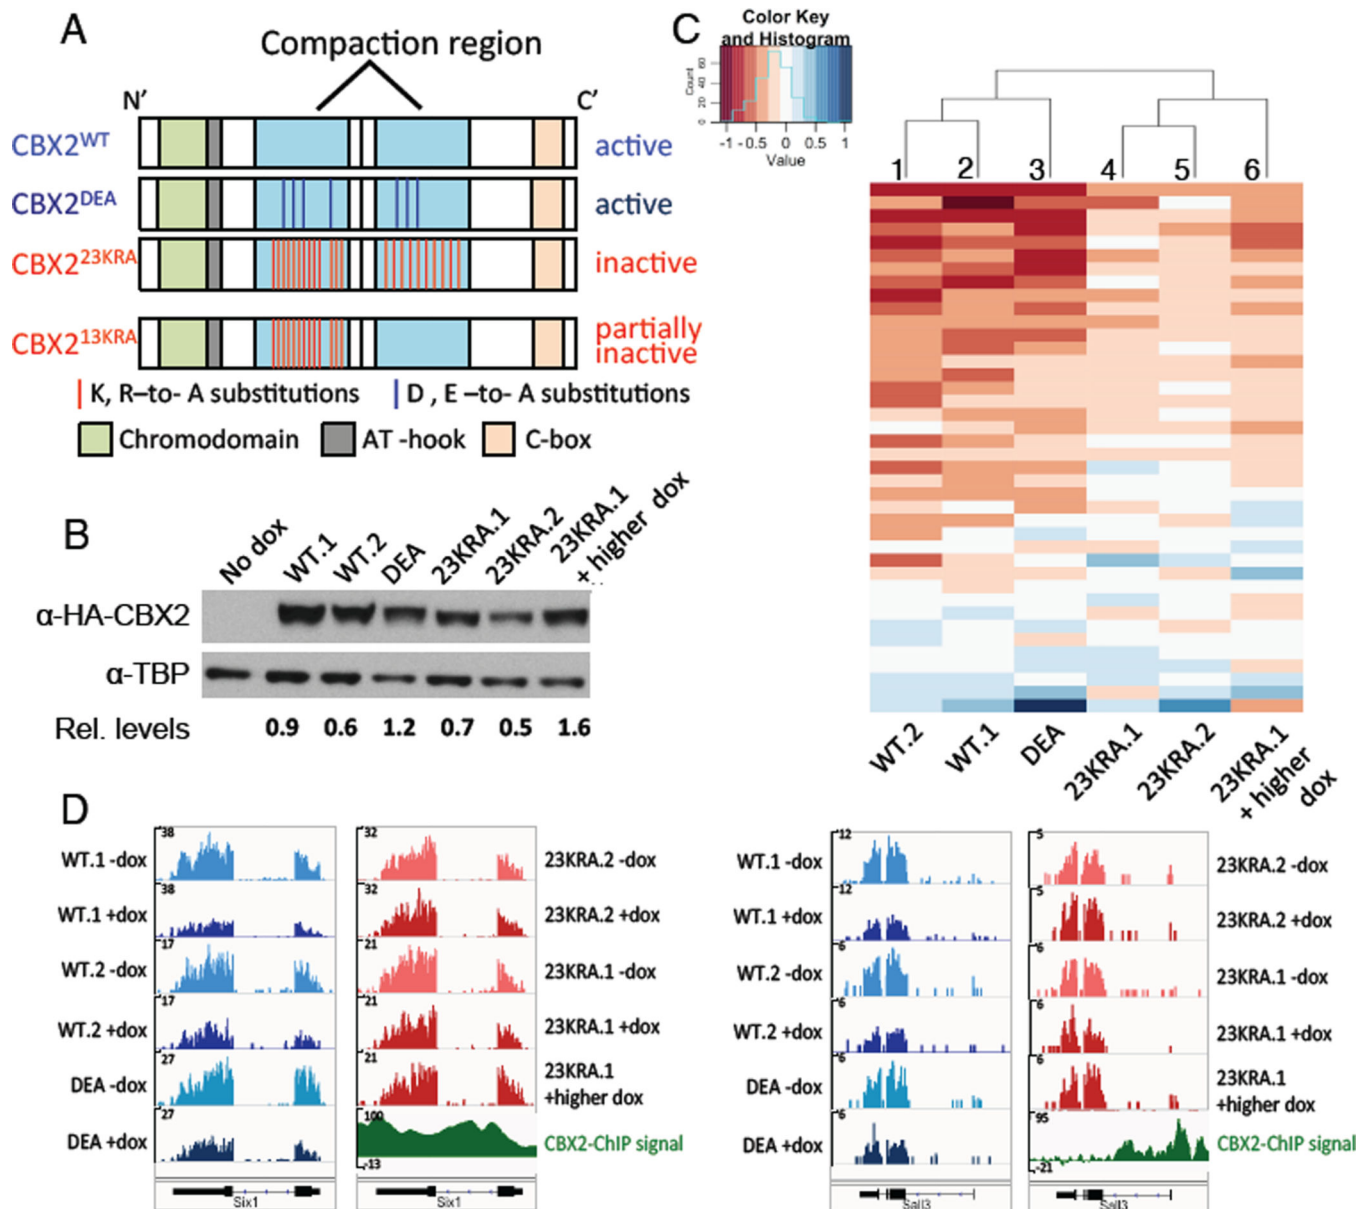 A
Compaction region
N′ C′
CBX2WT active
CBX2DEA active
CBX223KRA inactive
CBX213KRA partially
inactive
K, R–to- A substitutions D , E –to- A substitutions
Chromodomain AT -hook C-box
B
No dox WT.1 WT.2 DEA 23KRA.1 23KRA.2 23KRA.1
+ higher dox
α-HA-CBX2
α-TBP
Rel. levels 0.9 0.6 1.2 0.7 0.5 1.6
C
Color Key
and Histogram
Count
0 20 40 60
-1 -0.5 0 0.5 1
Value
1 2 3 4 5 6
WT.2 WT.1 DEA 23KRA.1 23KRA.2 23KRA.1
+ higher
dox
D
38 32
WT.1 -dox 23KRA.2 -dox
38 32
WT.1 +dox 23KRA.2 +dox
17 21
WT.2 -dox 23KRA.1 -dox
17 21
WT.2 +dox 23KRA.1 +dox
27 21
DEA -dox 23KRA.1
+higher dox
27 100
DEA +dox CBX2-ChIP signal
-13
Six1 Six1
12 5
WT.1 -dox 23KRA.2 -dox
12 5
WT.1 +dox 23KRA.2 +dox
6 6
WT.2 -dox 23KRA.1 -dox
6 6
WT.2 +dox 23KRA.1 +dox
6 6
DEA -dox 23KRA.1
+higher dox
6 95
DEA +dox CBX2-ChIP signal
-21
Sall3 Sall3